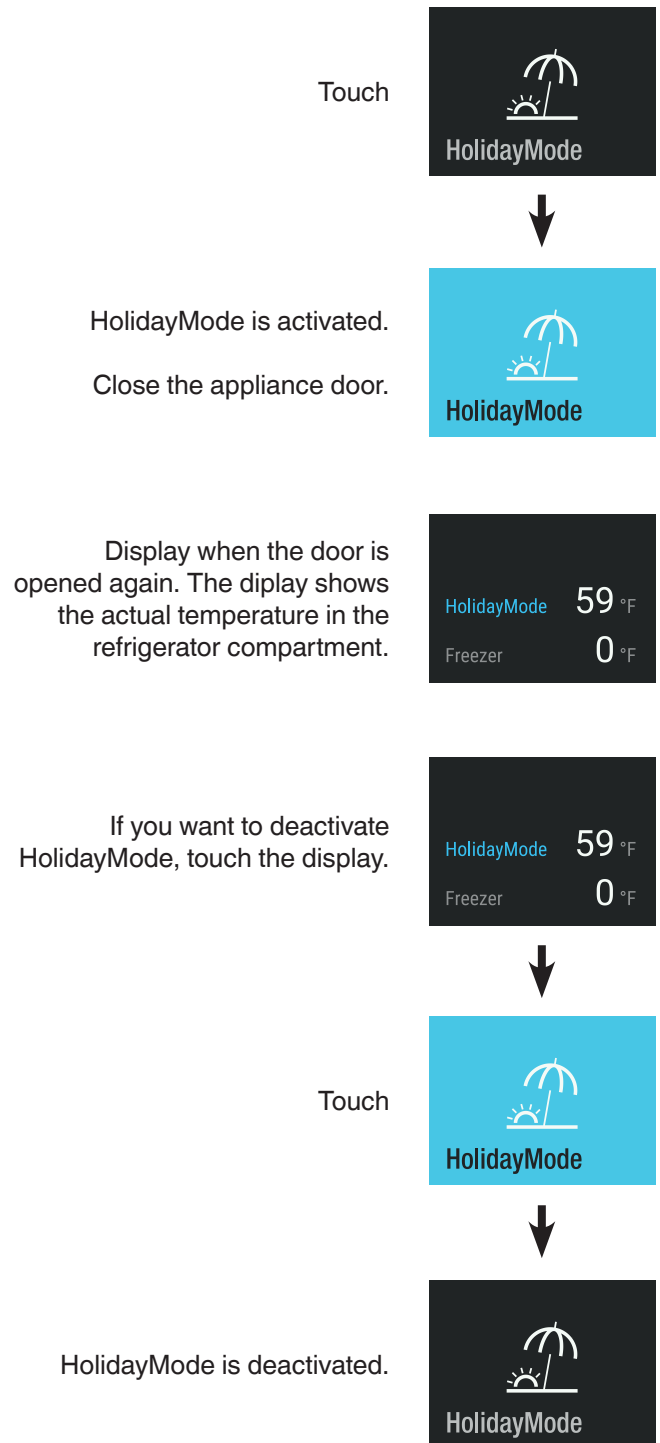 Touch
HolidayMode
HolidayMode is activated.
Close the appliance door.
HolidayMode
Display when the door is
opened again. The diplay shows
the actual temperature in the
refrigerator compartment.
HolidayMode 59 °F
Freezer 0 °F
If you want to deactivate
HolidayMode, touch the display.
HolidayMode 59 °F
Freezer 0 °F
Touch
HolidayMode
HolidayMode is deactivated.
HolidayMode